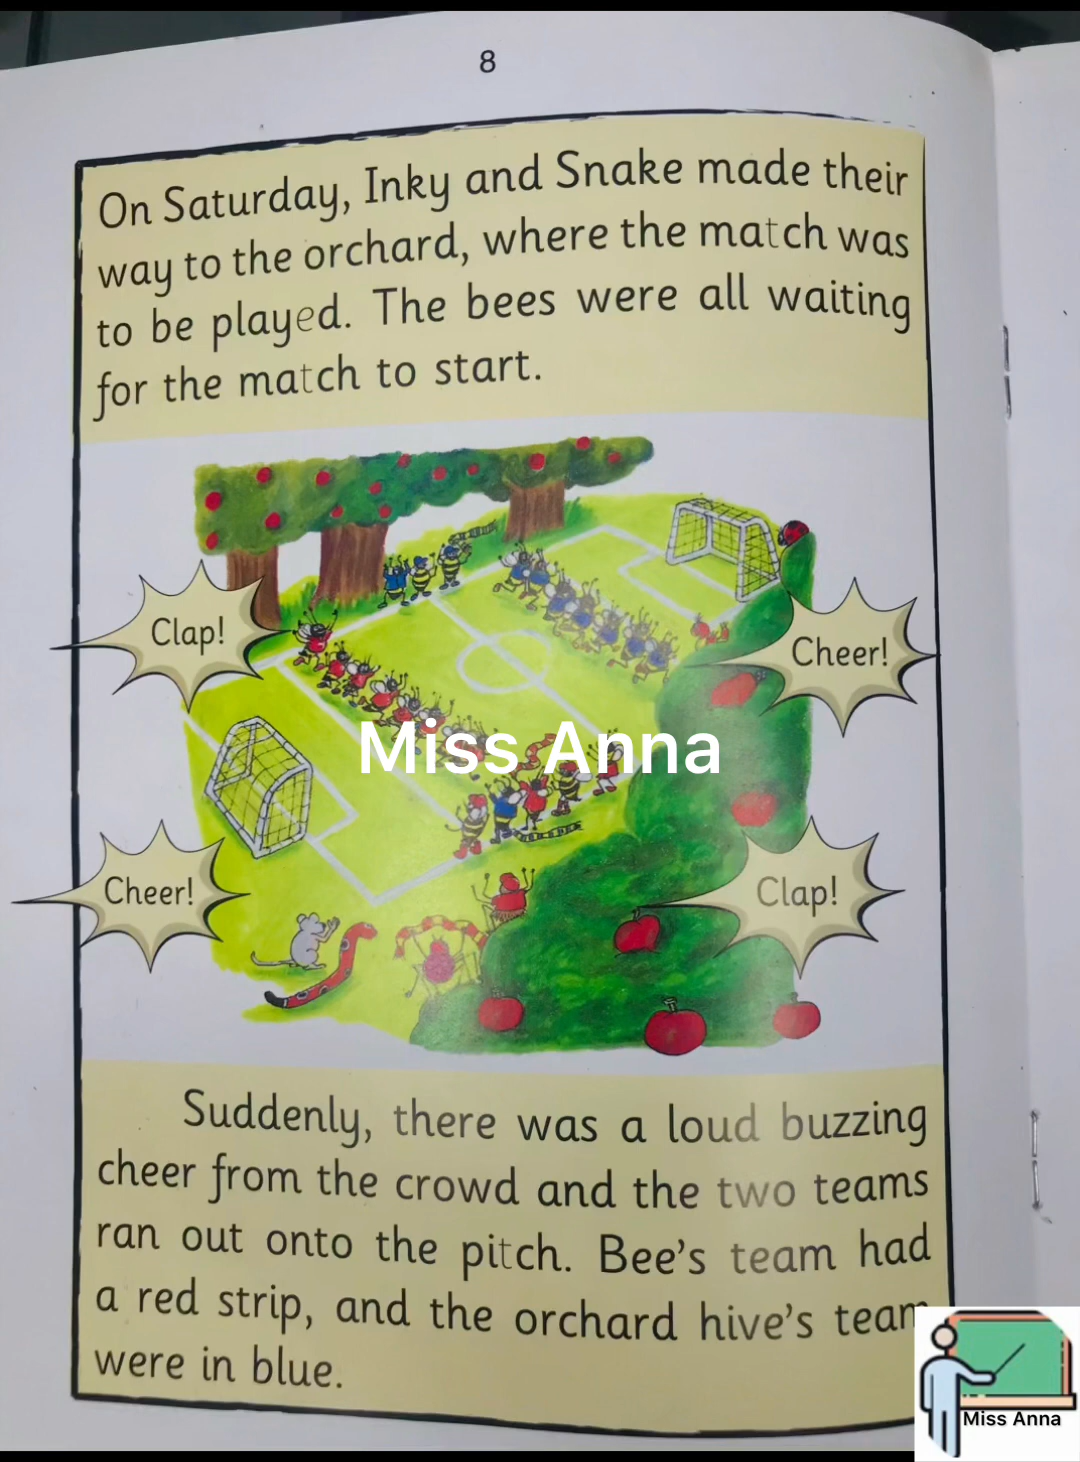 8
On Saturday, Inky and Snake made their
way to the orchard, where the match was
to be played. The bees were all waiting
for the match to start.
Clap!
Cheer!
Miss Anna
Cheer!
Clap!
Suddenly, there was a loud buzzing
cheer from the crowd and the two teams
ran out onto the pitch. Bee's team had
a red strip, and the orchard hive's team
were in blue.
Miss Anna